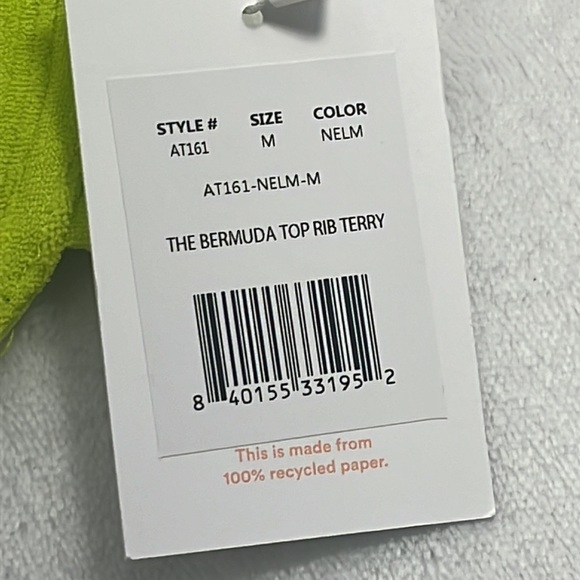 STYLE # SIZE COLOR
AT161 M NELM
AT161-NELM-M
THE BERMUDA TOP RIB TERRY
8 40155 33195 2
This is made from
100% recycled paper.